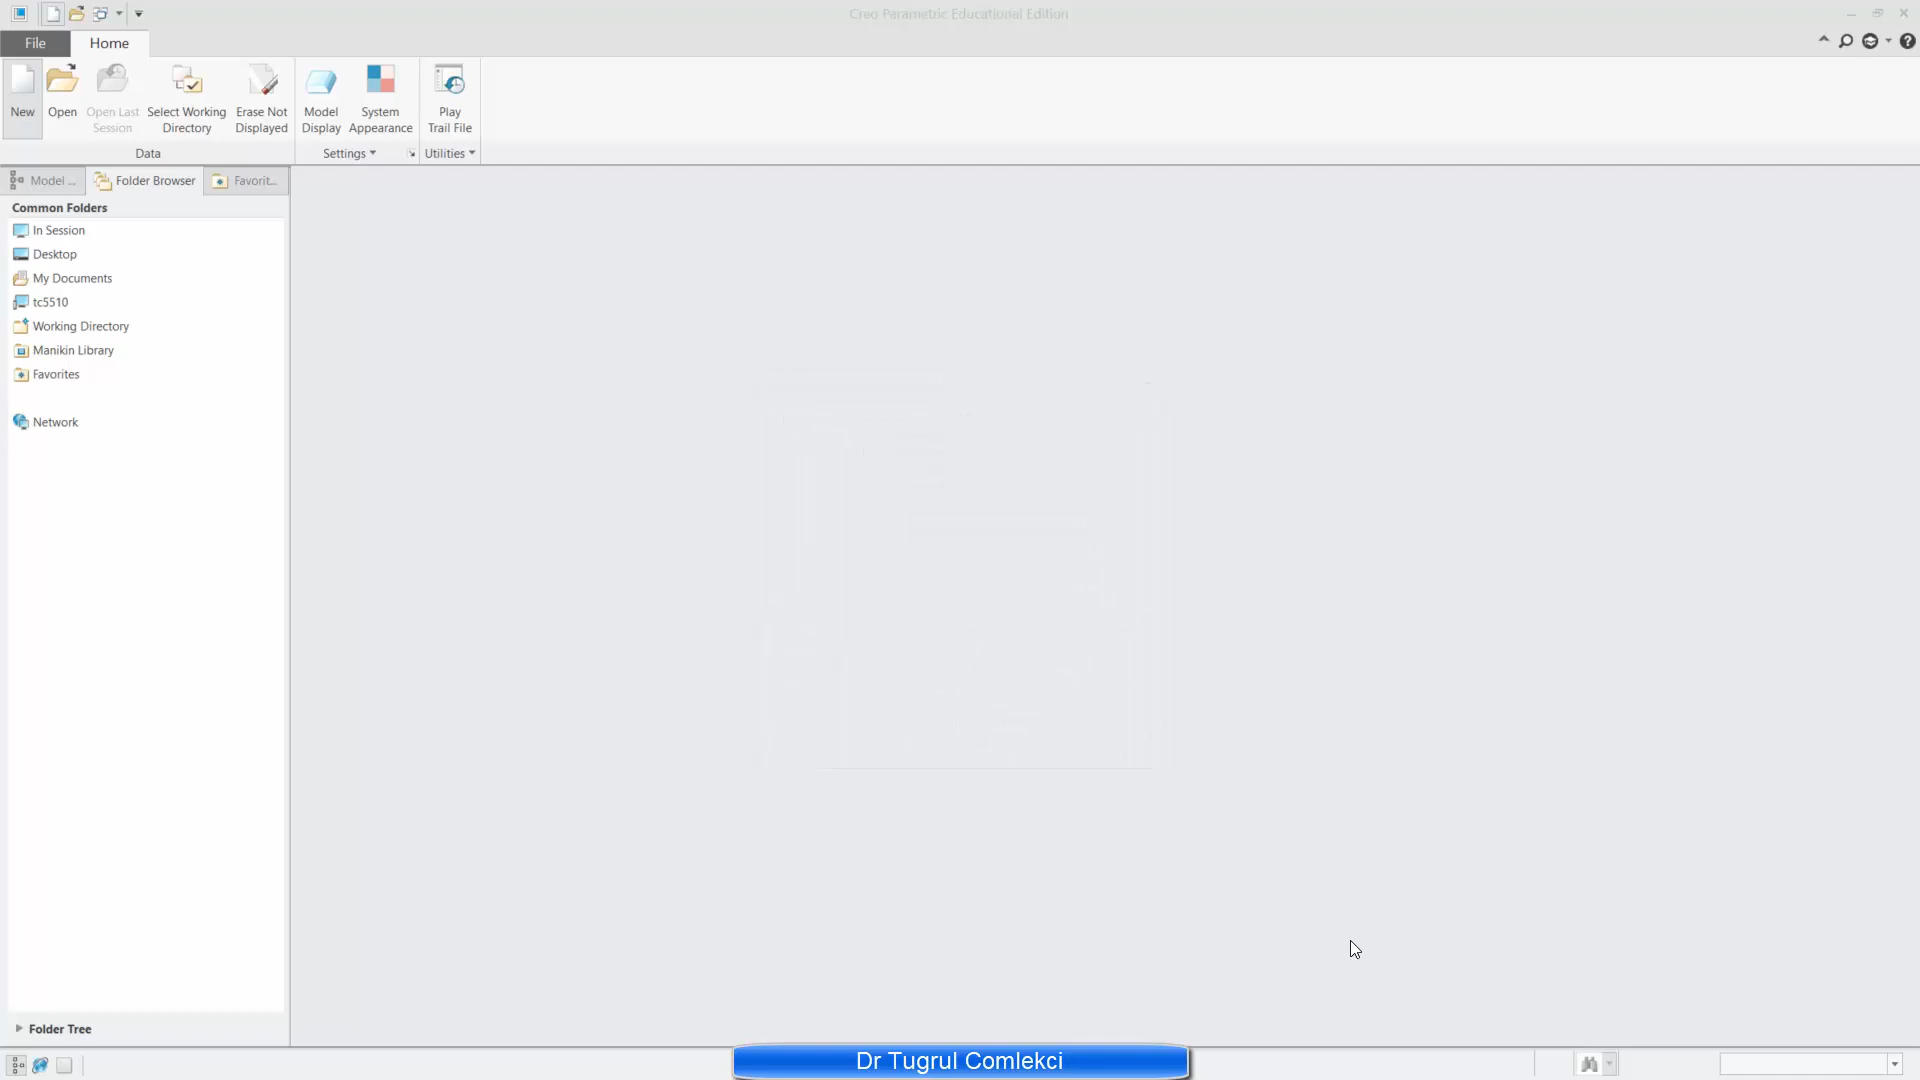 Creo Parametric Educational Edition
File
Home
New
Open
Open Last
Session
Select Working
Directory
Erase Not
Displayed
Model
Display
System
Appearance
Play
Trail File
Data
Settings
Utilities
Model ...
Folder Browser
Favorit...
Common Folders
In Session
Desktop
My Documents
tc5510
Working Directory
Manikin Library
Favorites
Network
Folder Tree
Dr Tugrul Comlekci